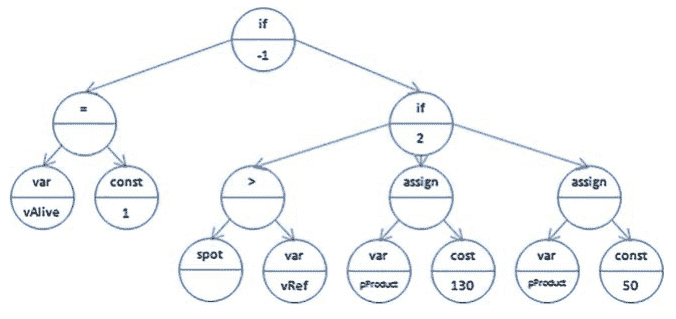 if
-1
=
if
2
var
vAlive
const
1
>
assign
assign
spot
var
vRef
var
pProduct
cost
130
var
pProduct
const
50